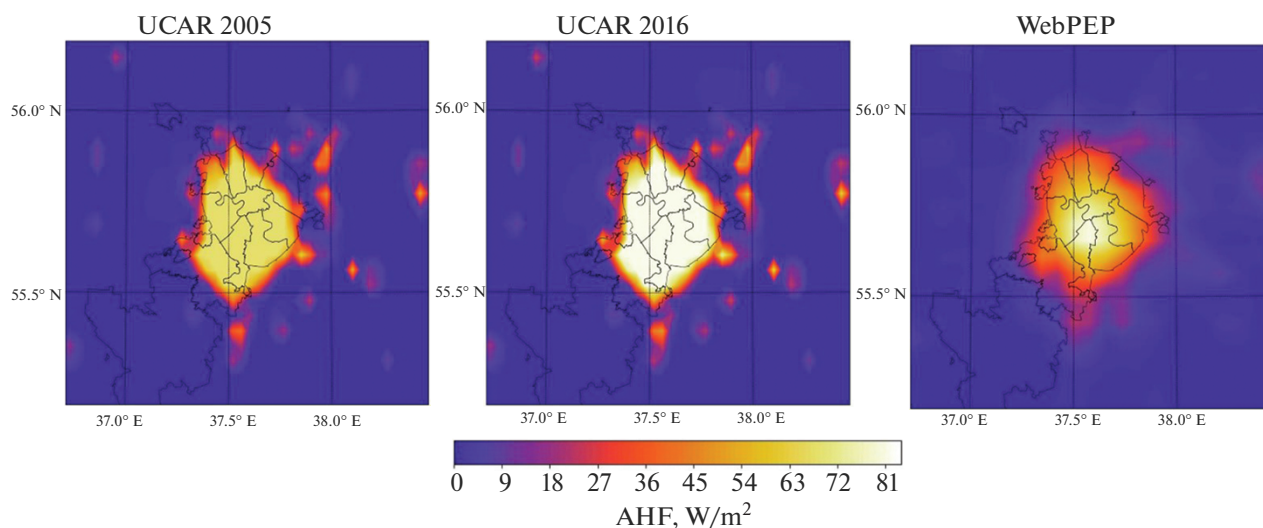 UCAR 2005 UCAR 2016 WebPEP
56.0° N 56.0° N 56.0° N
55.5° N 55.5° N 55.5° N
37.0° E 37.5° E 38.0° E 37.0° E 37.5° E 38.0° E 37.0° E 37.5° E 38.0° E
0 9 18 27 36 45 54 63 72 81
AHF, W/m²